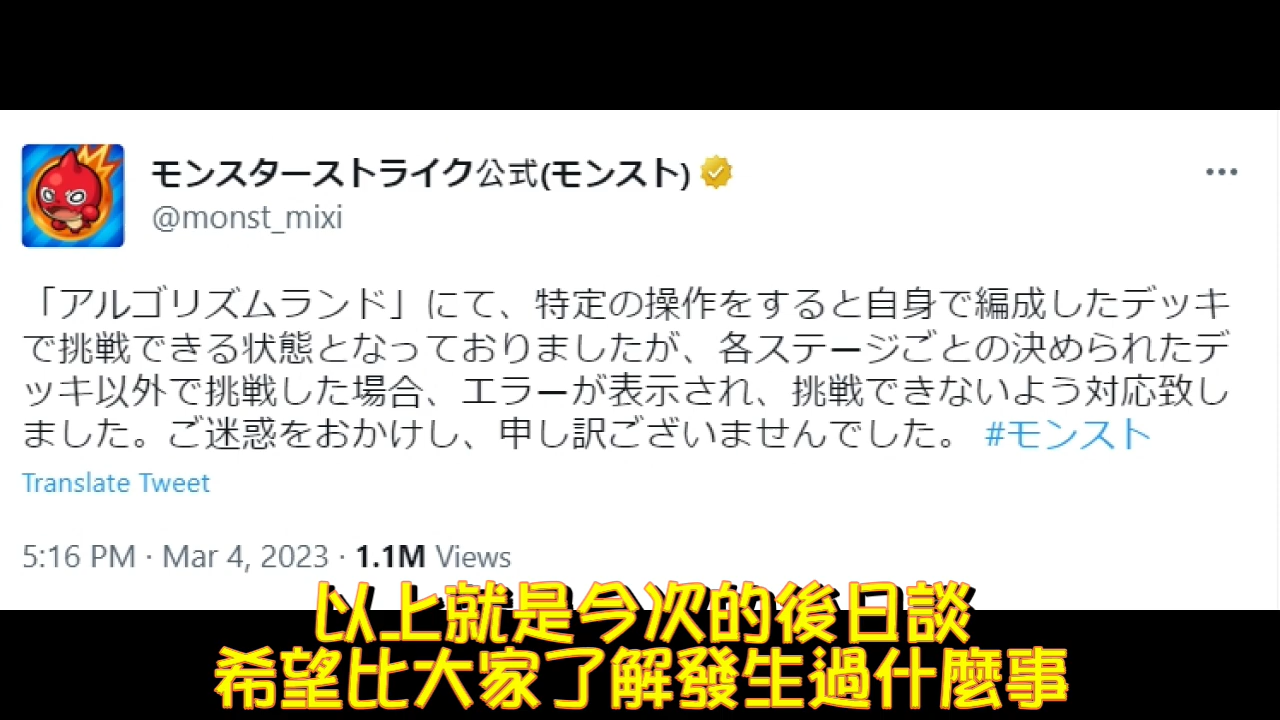 モンスターストライク公式(モンスト)
@monst_mixi
「アルゴリズムランド」にて、特定の操作をすると自身で編成したデッキ
で挑戦できる状態となっておりましたが、各ステージごとの決められたデ
ッキ以外で挑戦した場合、エラーが表示され、挑戦できないよう対応致し
ました。ご迷惑をおかけし、申し訳ございませんでした。 #モンスト
Translate Tweet
5:16 PM · Mar 4, 2023 · 1.1M Views
以上就是今次的後日談
希望比大家了解發生過什麼事